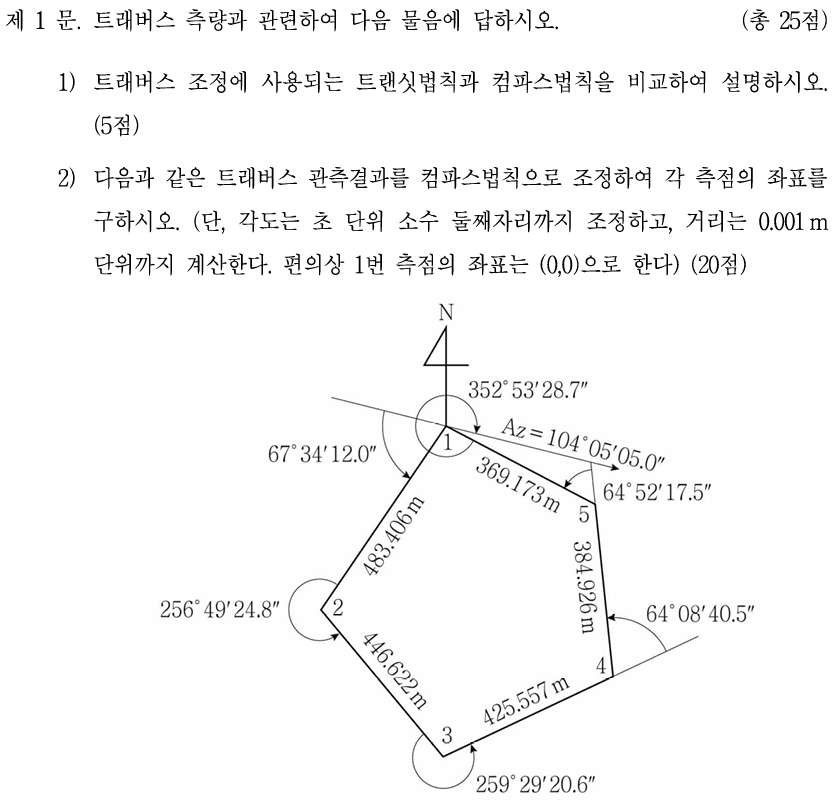 제 1 문. 트래버스 측량과 관련하여 다음 물음에 답하시오. (총 25점)
1) 트래버스 조정에 사용되는 트랜싯법칙과 컴파스법칙을 비교하여 설명하시오.
(5점)
2) 다음과 같은 트래버스 관측결과를 컴파스법칙으로 조정하여 각 측점의 좌표를
구하시오. (단, 각도는 초 단위 소수 둘째자리까지 조정하고, 거리는 0.001 m
단위까지 계산한다. 편의상 1번 측점의 좌표는 (0,0)으로 한다) (20점)
N
352˚53′28.7″
Az=104˚05′05.0″
1
67˚34′12.0″
369.173m
64˚52′17.5″
5
483.406m
384.926m
256˚49′24.8″
2
64˚08′40.5″
446.622m
4
425.557m
3
259˚29′20.6″